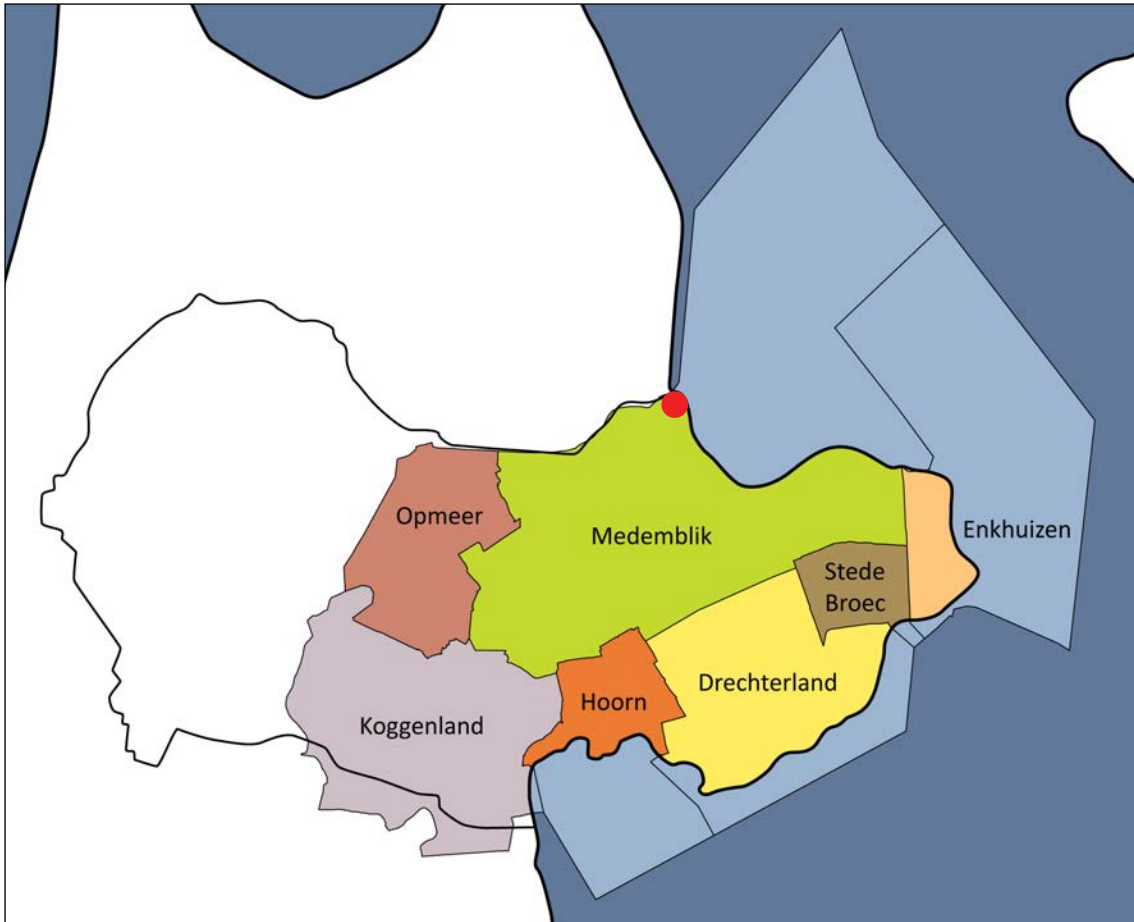 Opmeer
Medemblik
Enkhuizen
Stede
Broec
Drechterland
Hoorn
Koggenland